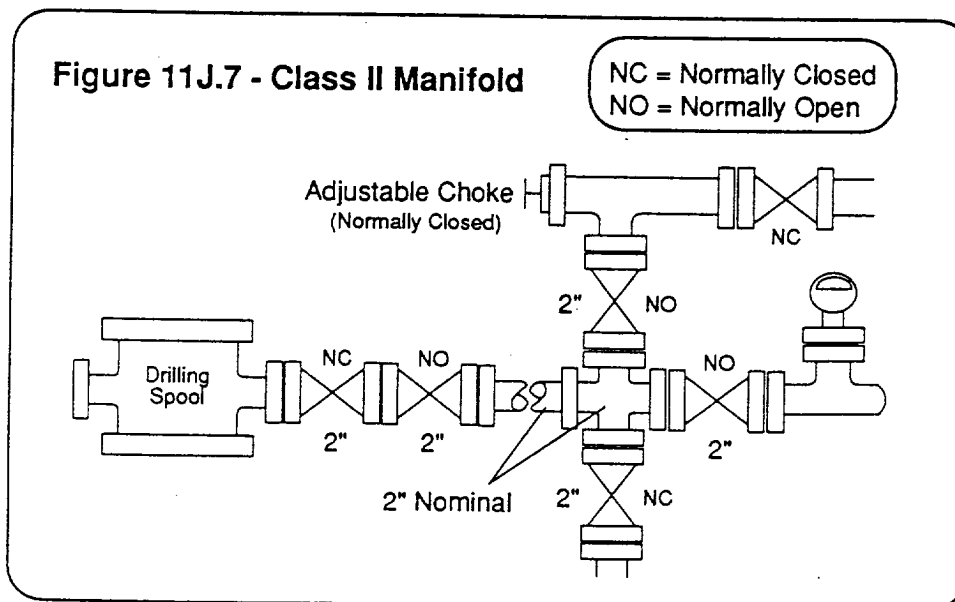 Figure 11J.7 - Class II Manifold
NC = Normally Closed
NO = Normally Open
Adjustable Choke
(Normally Closed)
NC
2" NO
NC NO
NO
Drilling
Spool
2" 2"
2"
2" Nominal
2" NC